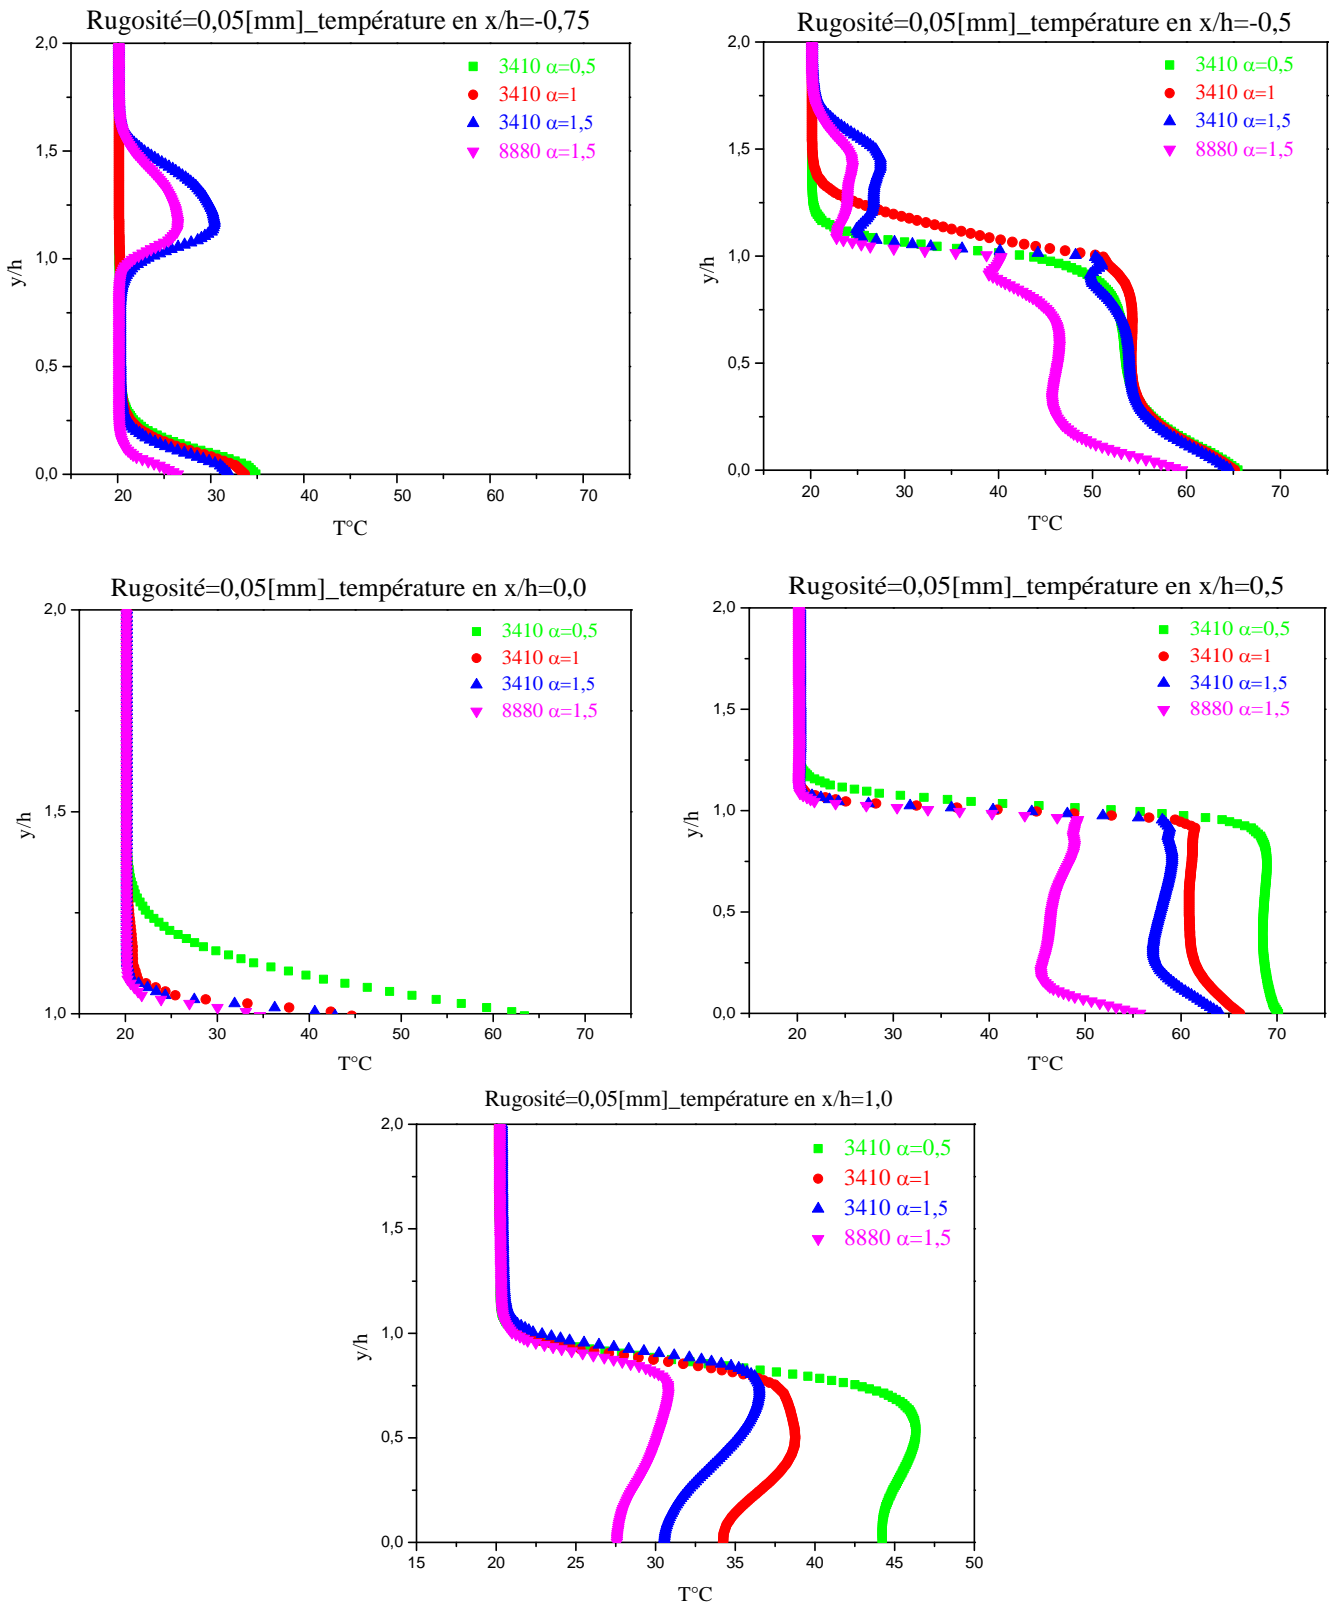 Rugosité=0,05[mm]_température en x/h=-0,75
2,0
1,5
1,0
0,5
0,0
y/h
3410 α=0,5
3410 α=1
3410 α=1,5
8880 α=1,5
20 30 40 50 60 70
T°C
Rugosité=0,05[mm]_température en x/h=-0,5
2,0
1,5
1,0
0,5
0,0
y/h
3410 α=0,5
3410 α=1
3410 α=1,5
8880 α=1,5
20 30 40 50 60 70
T°C
Rugosité=0,05[mm]_température en x/h=0,0
2,0
1,5
1,0
y/h
3410 α=0,5
3410 α=1
3410 α=1,5
8880 α=1,5
20 30 40 50 60 70
T°C
Rugosité=0,05[mm]_température en x/h=0,5
2,0
1,5
1,0
0,5
0,0
y/h
3410 α=0,5
3410 α=1
3410 α=1,5
8880 α=1,5
20 30 40 50 60 70
T°C
Rugosité=0,05[mm]_température en x/h=1,0
2,0
1,5
1,0
0,5
0,0
y/h
3410 α=0,5
3410 α=1
3410 α=1,5
8880 α=1,5
15 20 25 30 35 40 45 50
T°C